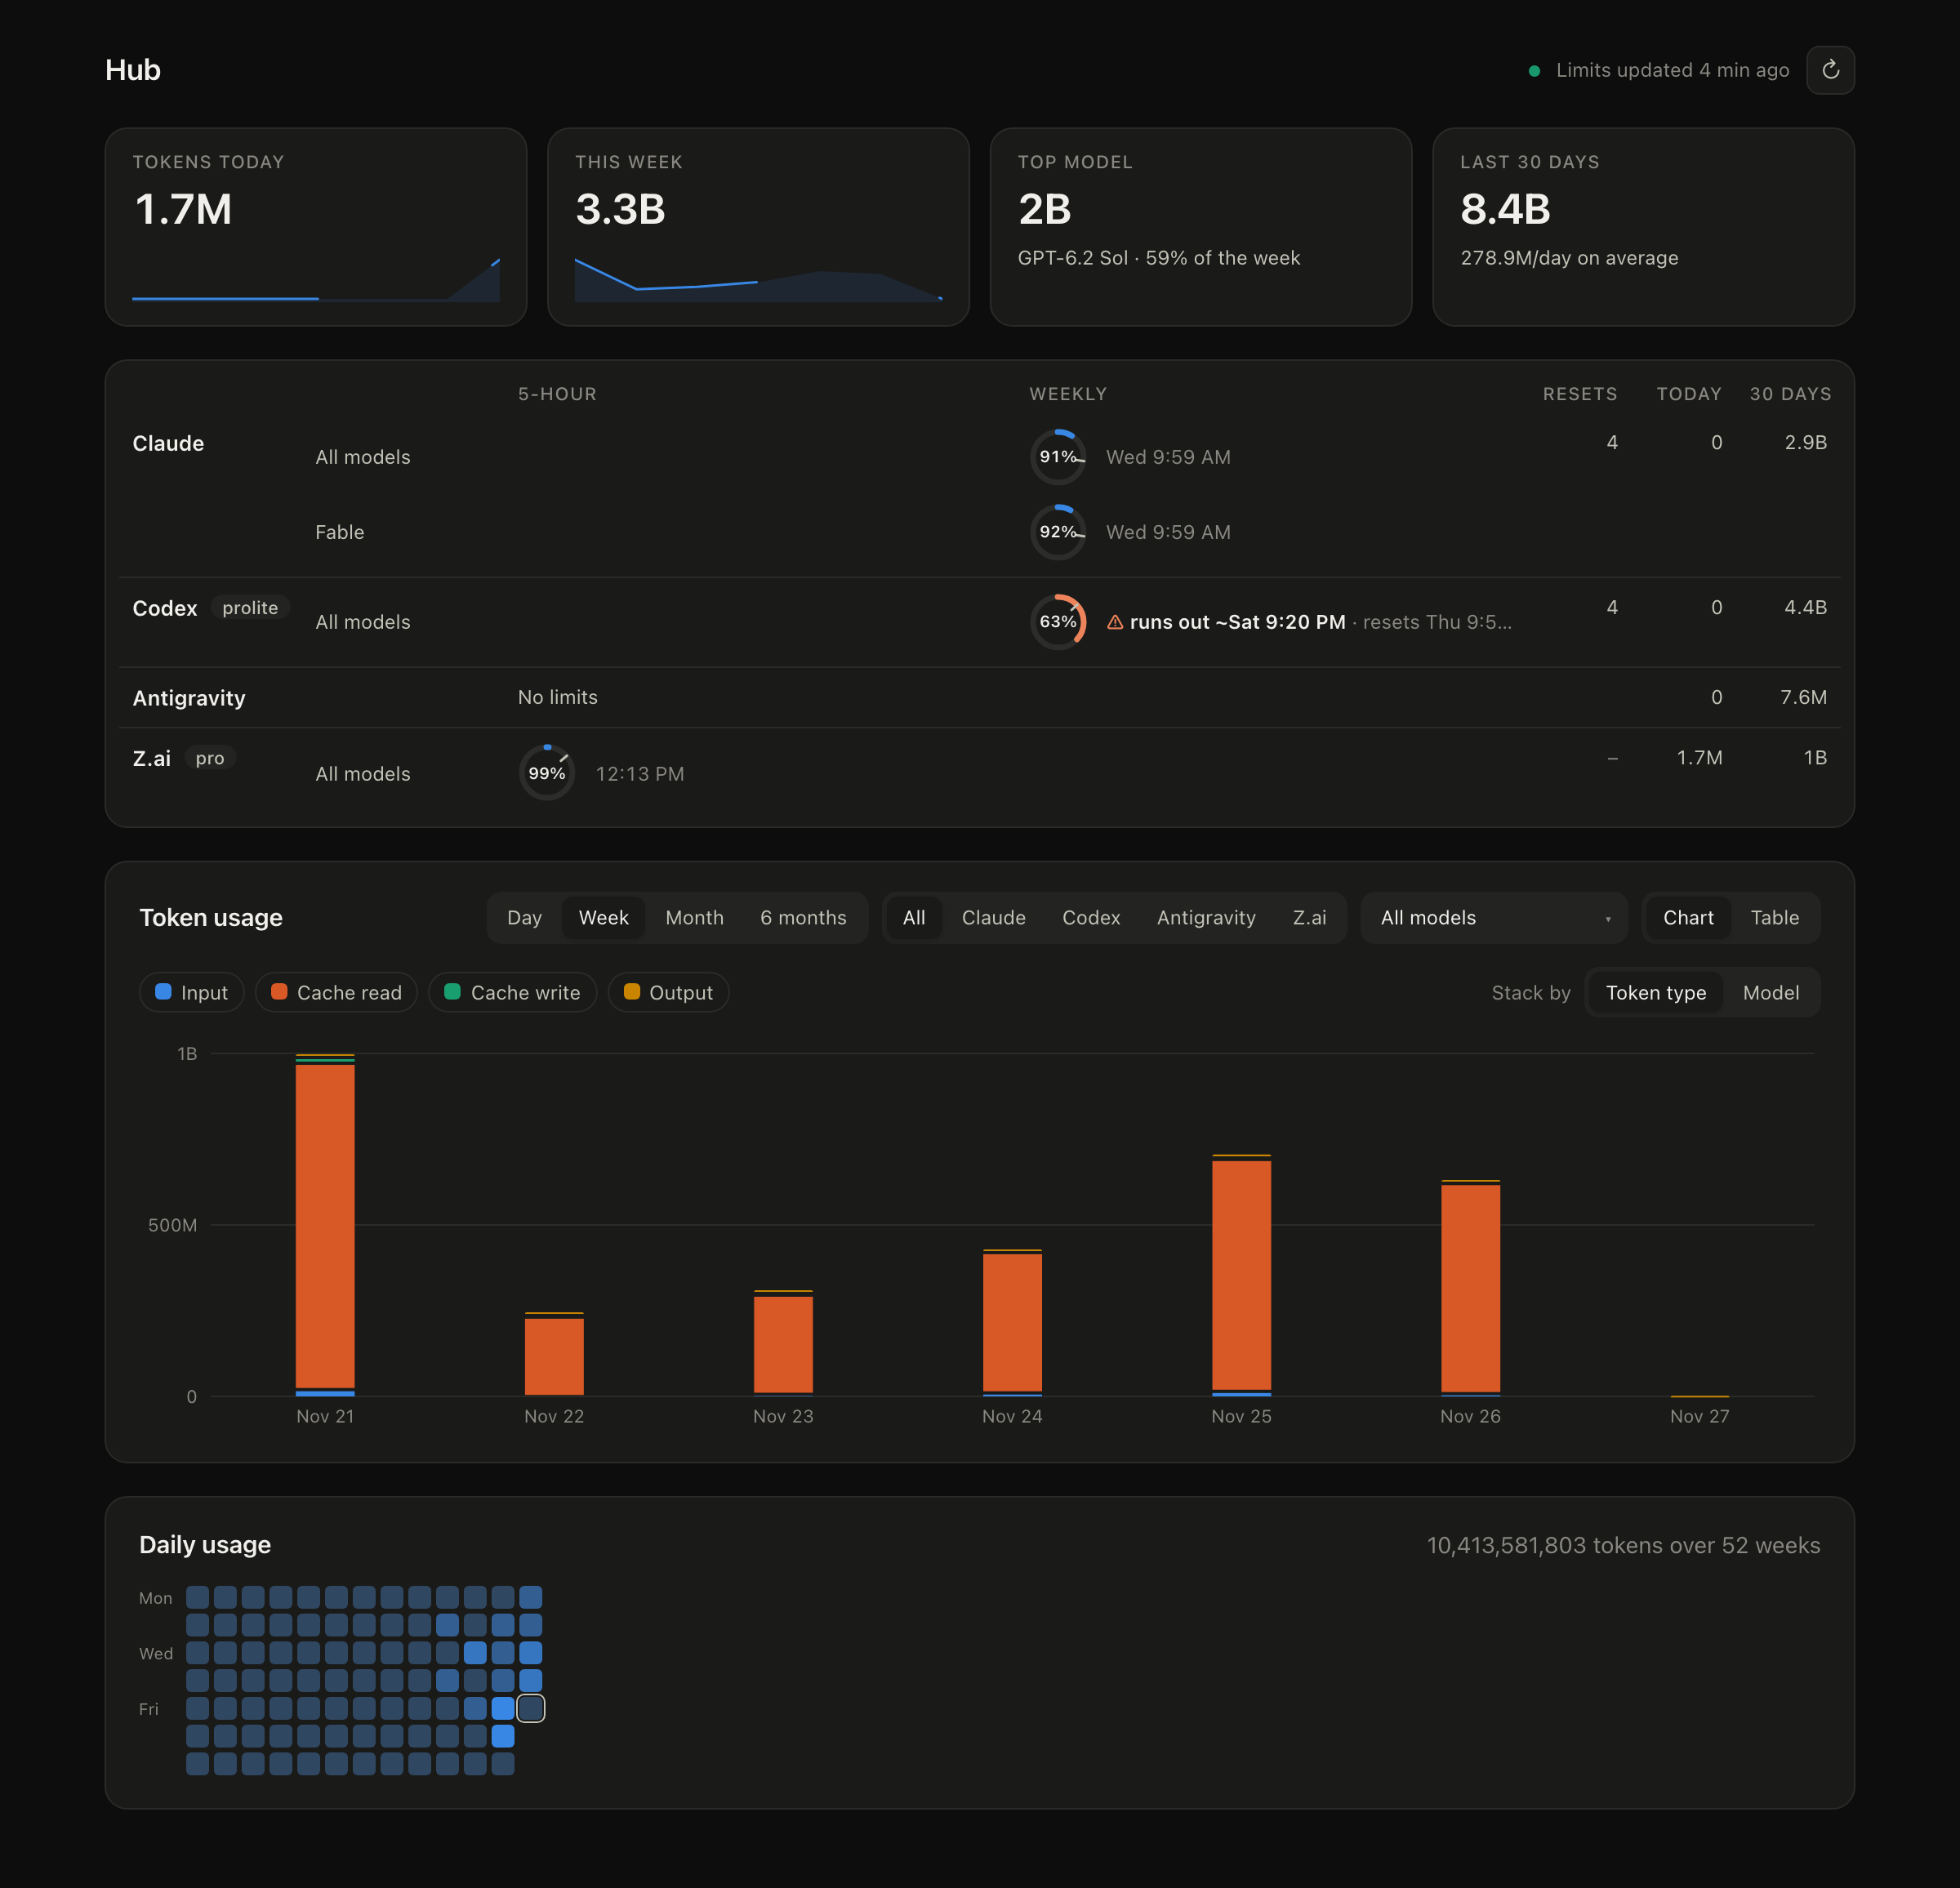 Hub
Limits updated 4 min ago
TOKENS TODAY
1.7M
THIS WEEK
3.3B
TOP MODEL
2B
GPT-6.2 Sol · 59% of the week
LAST 30 DAYS
8.4B
278.9M/day on average
5-HOUR WEEKLY RESETS TODAY 30 DAYS
Claude All models 91% Wed 9:59 AM 4 0 2.9B
Fable 92% Wed 9:59 AM
Codex prolite All models 63% runs out ~Sat 9:20 PM · resets Thu 9:5... 4 0 4.4B
Antigravity No limits 0 7.6M
Z.ai pro All models 99% 12:13 PM – 1.7M 1B
Token usage Day Week Month 6 months All Claude Codex Antigravity Z.ai All models Chart Table
Input Cache read Cache write Output Stack by Token type Model
1B
500M
0
Nov 21 Nov 22 Nov 23 Nov 24 Nov 25 Nov 26 Nov 27
Daily usage 10,413,581,803 tokens over 52 weeks
Mon
Wed
Fri